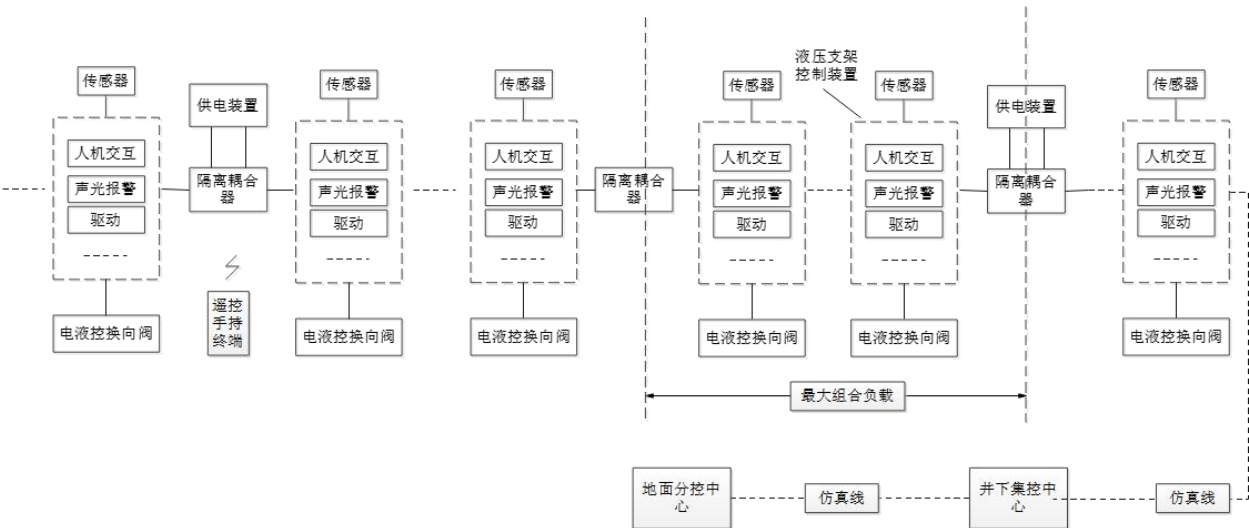 液压支架
控制装置
传感器
供电装置
传感器
传感器
传感器
传感器
供电装置
传感器
人机交互
声光报警
驱动
隔离耦合
器
人机交互
声光报警
驱动
人机交互
声光报警
驱动
隔离耦合
器
人机交互
声光报警
驱动
人机交互
声光报警
驱动
隔离耦合
器
人机交互
声光报警
驱动
遥控
手持
终端
电液控换向阀
电液控换向阀
电液控换向阀
电液控换向阀
电液控换向阀
电液控换向阀
最大组合负载
地面分控中
心
仿真线
井下集控中
心
仿真线